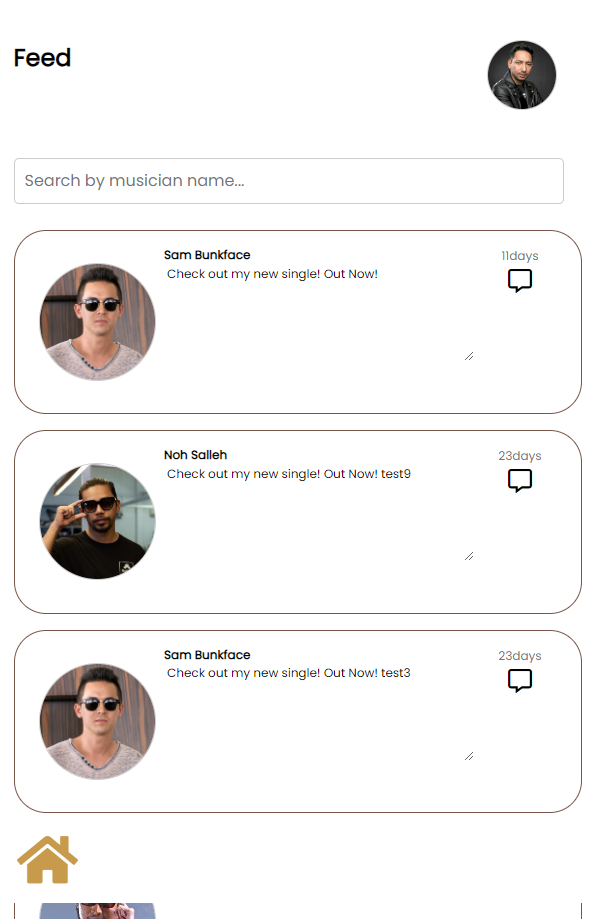 Feed
Search by musician name...
Sam Bunkface
11days
Check out my new single! Out Now!
Noh Salleh
23days
Check out my new single! Out Now! test9
Sam Bunkface
23days
Check out my new single! Out Now! test3